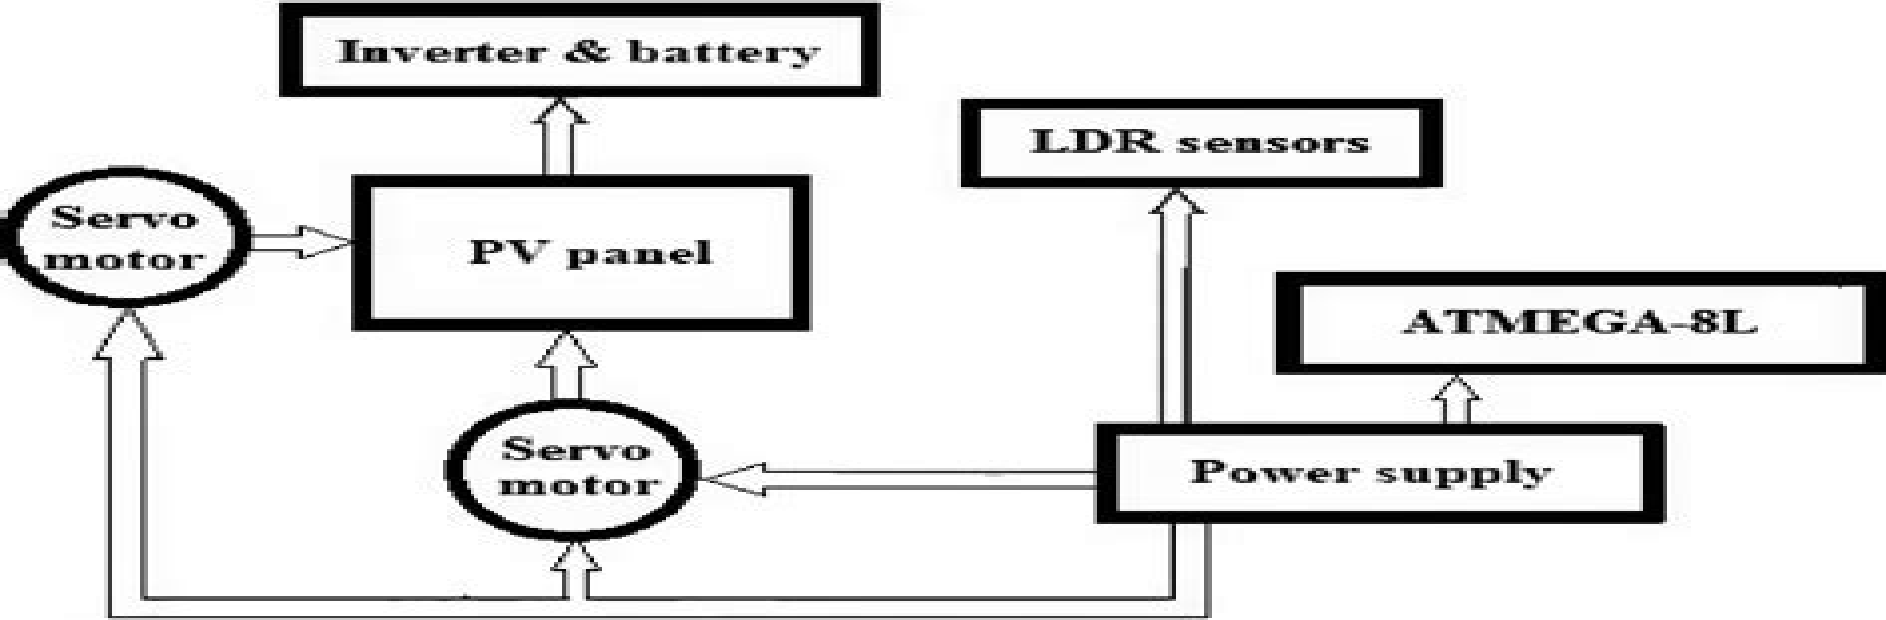 Inverter & battery
LDR sensors
Servo
motor
PV panel
ATMEGA-8L
Servo
motor
Power supply